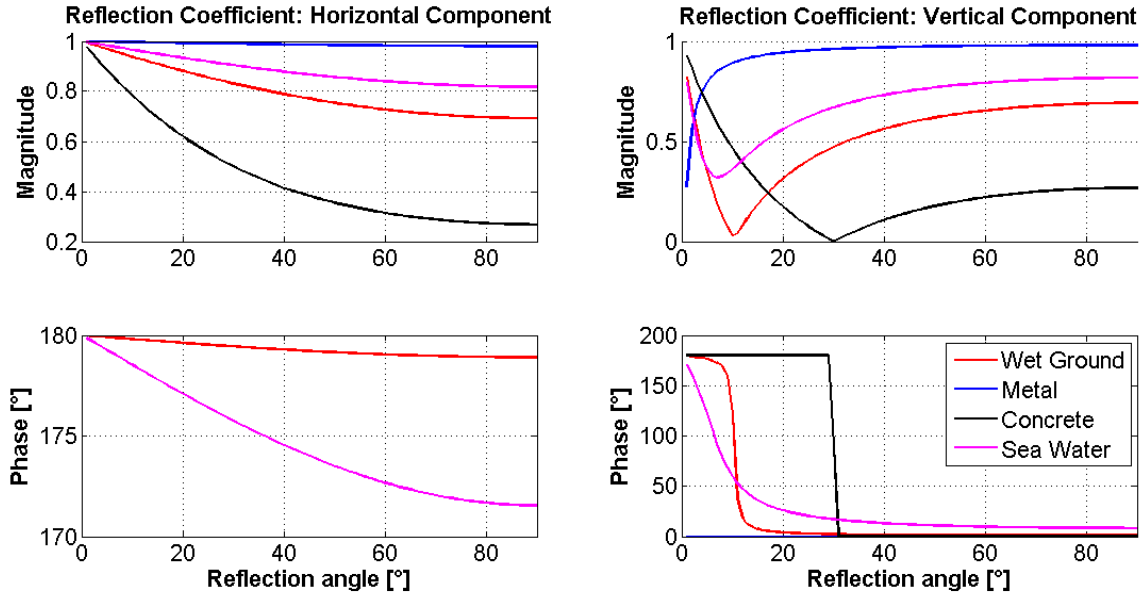 Reflection Coefficient: Horizontal Component
Magnitude
1
0.8
0.6
0.4
0.2
0 20 40 60 80
Reflection Coefficient: Vertical Component
Magnitude
1
0.5
0
0 20 40 60 80
Phase [°]
180
175
170
0 20 40 60 80
Reflection angle [°]
Phase [°]
200
150
100
50
0
0 20 40 60 80
Reflection angle [°]
Wet Ground
Metal
Concrete
Sea Water